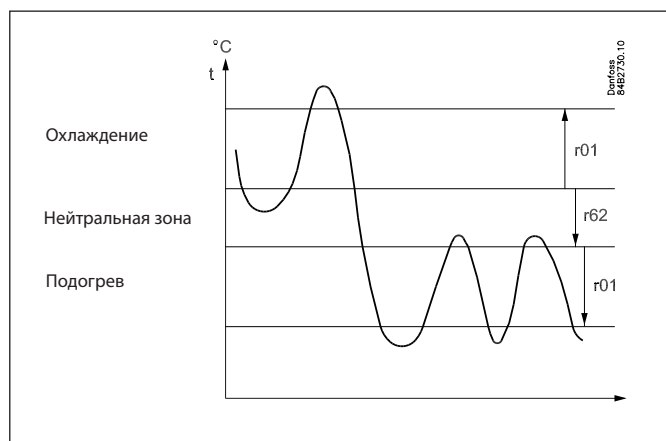 °C
t
Danfoss
84B2730.10
Охлаждение
r01
Нейтральная зона
r62
Подогрев
r01